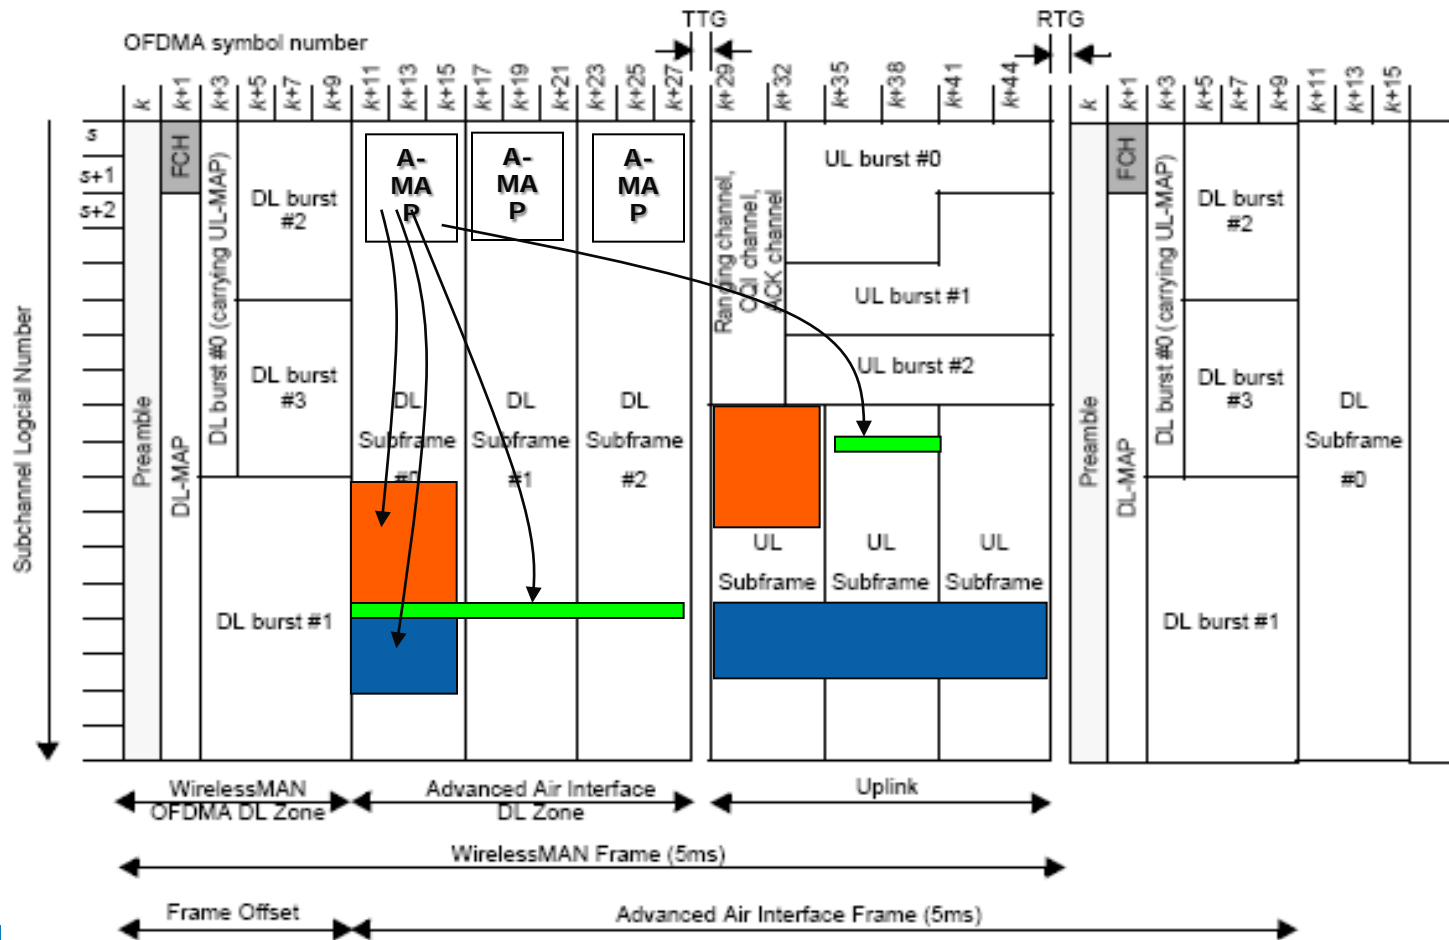 TTG
RTG
OFDMA symbol number
k
k+1
k+3
k+5
k+7
k+9
k+11
k+13
k+15
k+17
k+19
k+21
k+23
k+25
k+27
k+29
k+32
k+35
k+38
k+41
k+44
k
k+1
k+3
k+5
k+7
k+9
k+11
k+13
k+15
s
s+1
s+2
Subchannel Logcial Number
Preamble
FCH
DL-MAP
DL burst #0 (carrying UL-MAP)
DL burst
#2
DL burst
#3
DL burst #1
A-
MA
P
A-
MA
P
A-
MA
P
DL
Subframe
#0
DL
Subframe
#1
DL
Subframe
#2
Ranging channel,
CQI channel,
ACK channel
UL burst #0
UL burst #1
UL burst #2
UL
Subframe
UL
Subframe
UL
Subframe
Preamble
FCH
DL-MAP
DL burst #0 (carrying UL-MAP)
DL burst
#2
DL burst
#3
DL burst #1
DL
Subframe
#0
WirelessMAN
OFDMA DL Zone
Advanced Air Interface
DL Zone
Uplink
WirelessMAN Frame (5ms)
Frame Offset
Advanced Air Interface Frame (5ms)